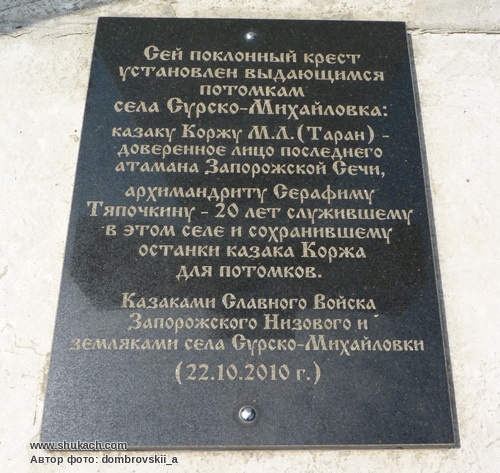 Сей поклонный крест
установлен выдающимся
потомкам
села Сурско-Михайловка:
казаку Коржу М.Л.(Таран) -
доверенное лицо последнего
атамана Запорожской Сечи,
архимандриту Серафиму
Тяпочкину - 20 лет служившему
в этом селе и сохранившему
останки казака Коржа
для потомков.
Казаками Славного Войска
Запорожского Низового и
земляками села Сурско-Михайловки
(22.10.2010 г.)
www.shukach.com
Автор фото: dombrovskii_a